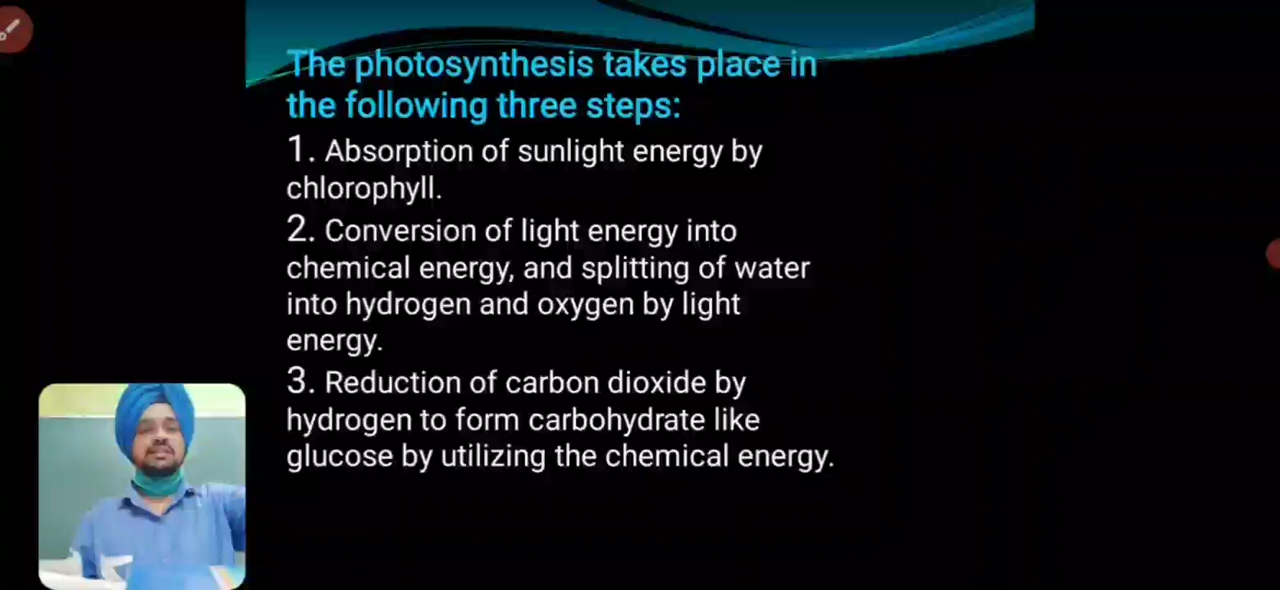 The photosynthesis takes place in
the following three steps:
1. Absorption of sunlight energy by
chlorophyll.
2. Conversion of light energy into
chemical energy, and splitting of water
into hydrogen and oxygen by light
energy.
3. Reduction of carbon dioxide by
hydrogen to form carbohydrate like
glucose by utilizing the chemical energy.